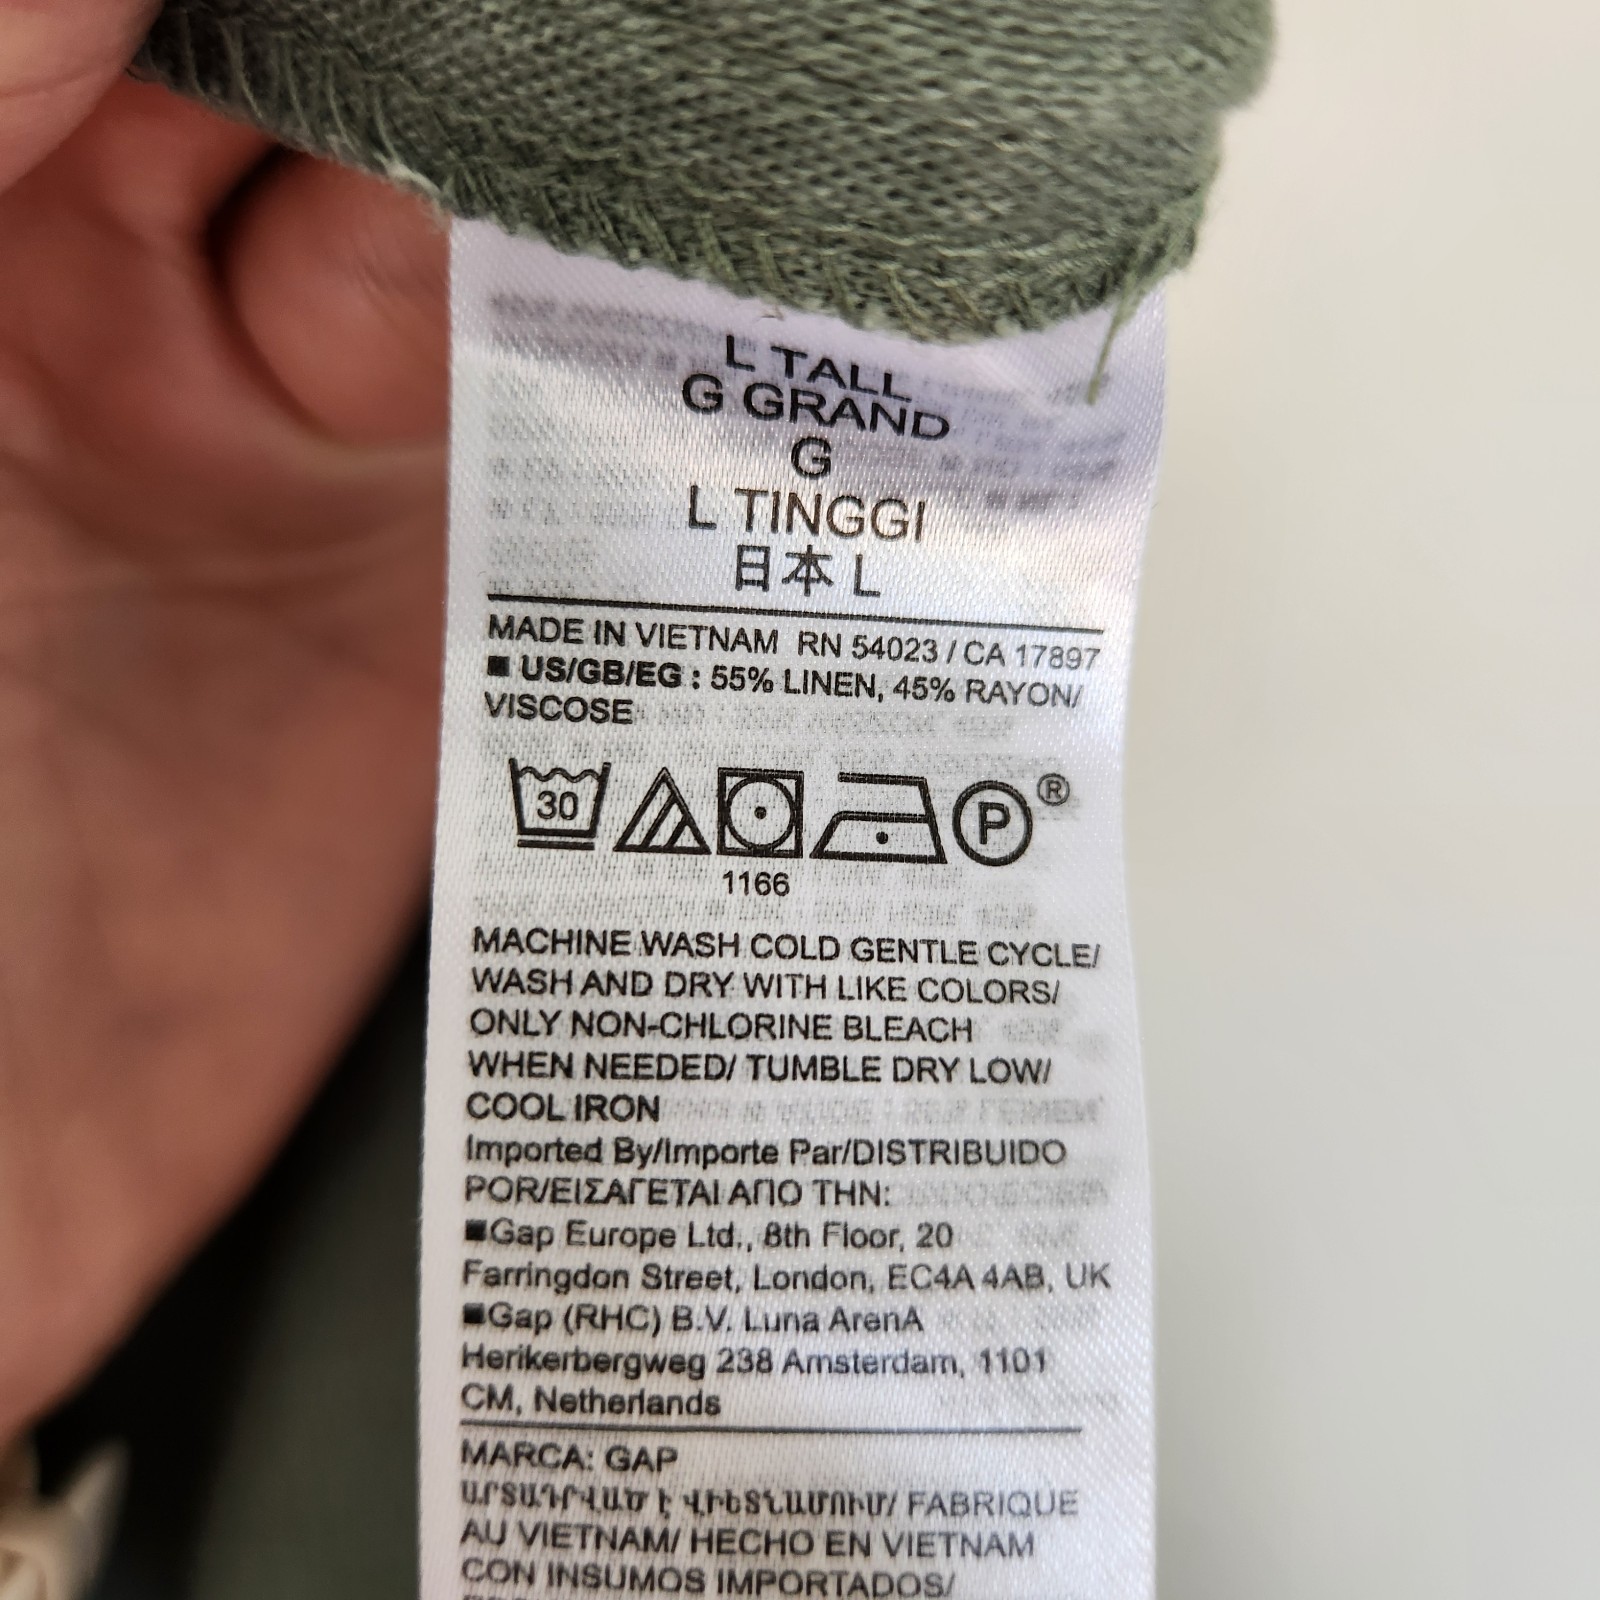 L TALL
G GRAND
G
L TINGGI
日本 L
MADE IN VIETNAM RN 54023 / CA 17897
■ US/GB/EG : 55% LINEN, 45% RAYON/
VISCOSE
30 P ®
1166
MACHINE WASH COLD GENTLE CYCLE/
WASH AND DRY WITH LIKE COLORS/
ONLY NON-CHLORINE BLEACH
WHEN NEEDED/ TUMBLE DRY LOW/
COOL IRON
Imported By/Importe Par/DISTRIBUIDO
POR/ΕΙΣΑΓΕΤΑΙ ΑΠΟ ΤΗΝ:
■Gap Europe Ltd., 8th Floor, 20
Farringdon Street, London, EC4A 4AB, UK
■Gap (RHC) B.V. Luna ArenA
Herikerbergweg 238 Amsterdam, 1101
CM, Netherlands
MARCA: GAP
ԱՐՏԱԴՐՎԱԾ Է ՎԻԵՏՆԱՄՈՒՄ/ FABRIQUE
AU VIETNAM/ HECHO EN VIETNAM
CON INSUMOS IMPORTADOS/